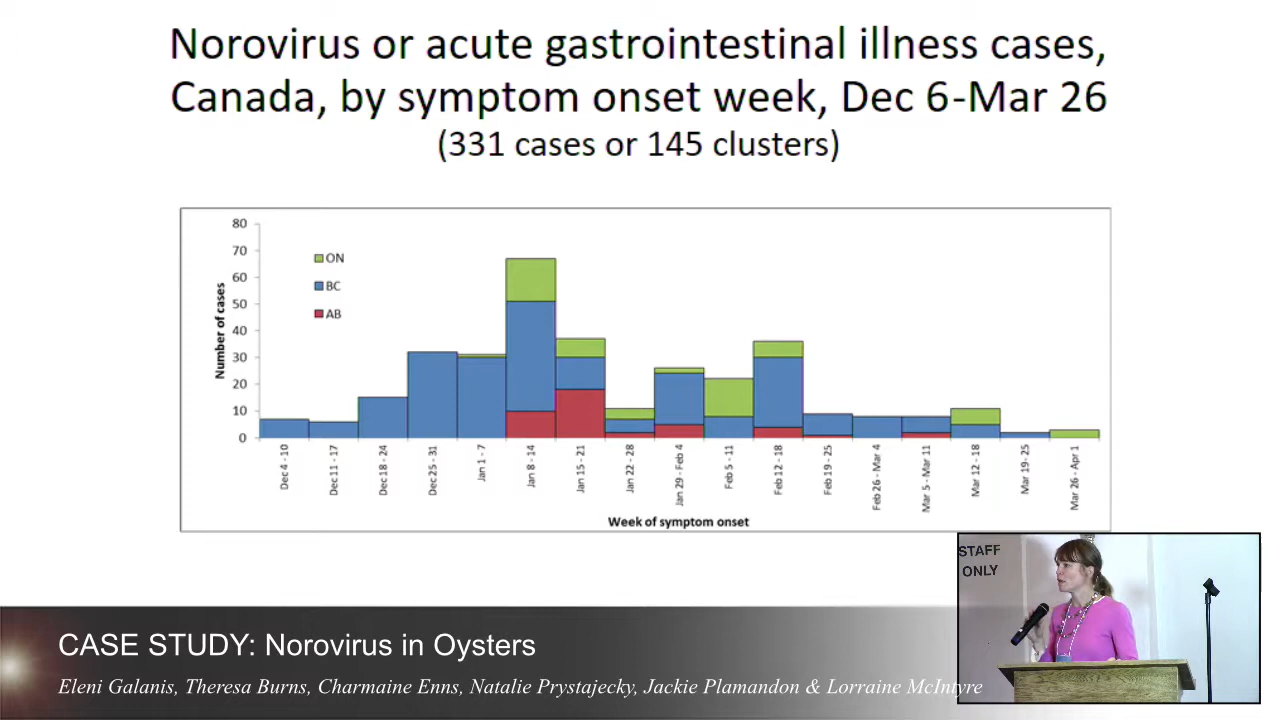 Norovirus or acute gastrointestinal illness cases,
Canada, by symptom onset week, Dec 6-Mar 26
(331 cases or 145 clusters)
80
70
60
50
40
30
20
10
0
Number of cases
ON
BC
AB
Dec 4 - 10
Dec 11 - 17
Dec 18 - 24
Dec 25 - 31
Jan 1 - 7
Jan 8 - 14
Jan 15 - 21
Jan 22 - 28
Jan 29 - Feb 4
Feb 5 - 11
Feb 12 - 18
Feb 19 - 25
Feb 26 - Mar 4
Mar 5 - Mar 11
Mar 12 - 18
Mar 19 - 25
Mar 26 - Apr 1
Week of symptom onset
STAFF
ONLY
CASE STUDY: Norovirus in Oysters
Eleni Galanis, Theresa Burns, Charmaine Enns, Natalie Prystajecky, Jackie Plamandon & Lorraine McIntyre